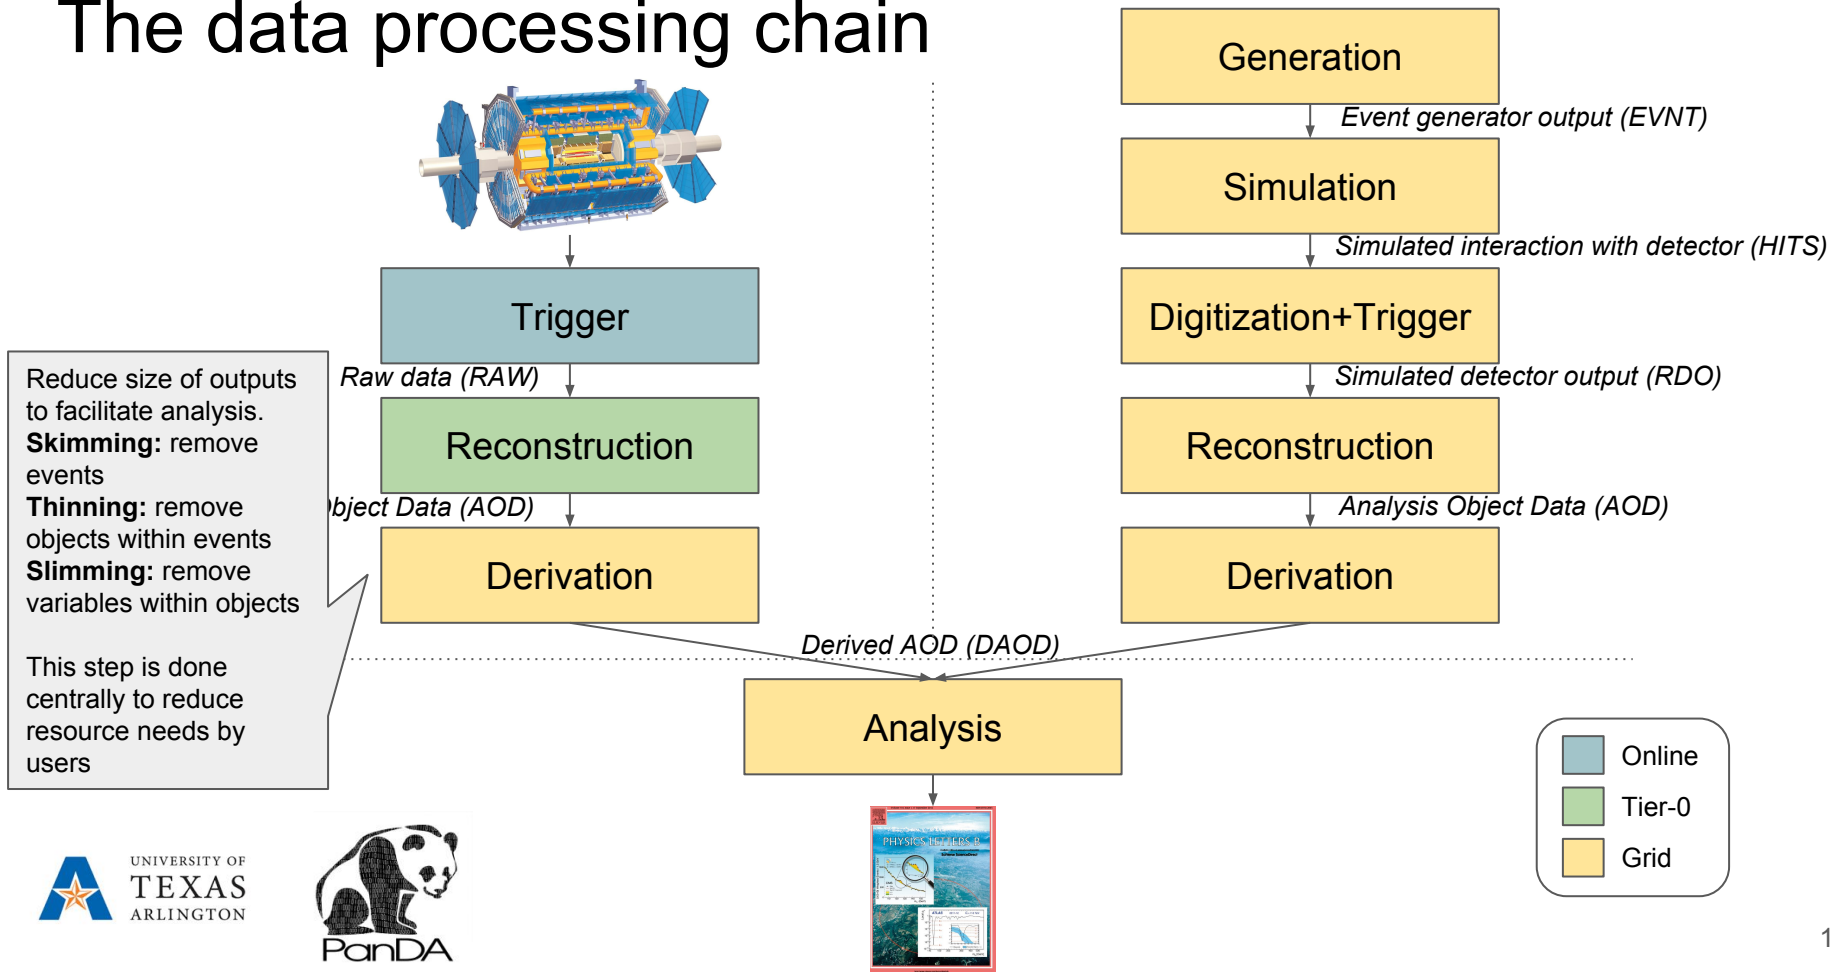 The data processing chain
Generation
Event generator output (EVNT)
Simulation
Simulated interaction with detector (HITS)
Trigger
Digitization+Trigger
Raw data (RAW)
Simulated detector output (RDO)
Reconstruction
Reconstruction
Object Data (AOD)
Analysis Object Data (AOD)
Derivation
Derivation
Reduce size of outputs
to facilitate analysis.
Skimming: remove
events
Thinning: remove
objects within events
Slimming: remove
variables within objects
This step is done
centrally to reduce
resource needs by
users
Derived AOD (DAOD)
Analysis
Online
Tier-0
Grid
UNIVERSITY OF
TEXAS
ARLINGTON
PanDA
PHYSICS LETTERS B
ATLAS
1